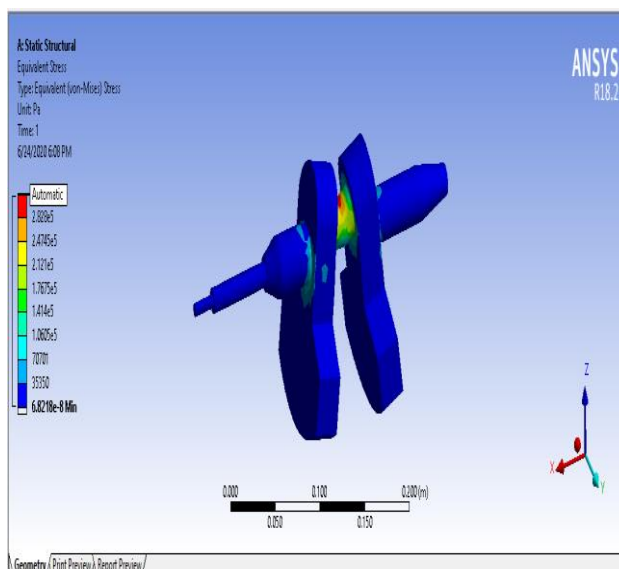 A: Static Structural
Equivalent Stress
Type: Equivalent (von-Mises) Stress
Unit: Pa
Time: 1
6/24/2020 6:08 PM
ANSYS
R18.2
Automatic
2.828e5
2.4745e5
2.121e5
1.7675e5
1.414e5
1.0605e5
70701
35350
6.8218e-8 Min
Z
X
Y
0.000
0.100
0.200 (m)
0.050
0.150
Geometry
Print Preview
Report Preview